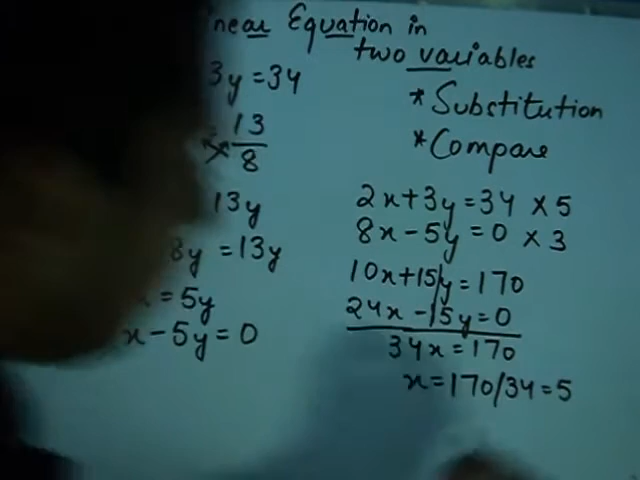 Equation in
two variables
3y = 34
13
8
13y
8y = 13y
= 5y
x - 5y = 0
* Substitution
* Compare
2x + 3y = 34 × 5
8x - 5y = 0 × 3
10x + 15y = 170
24x - 15y = 0
34x = 170
x = 170/34 = 5